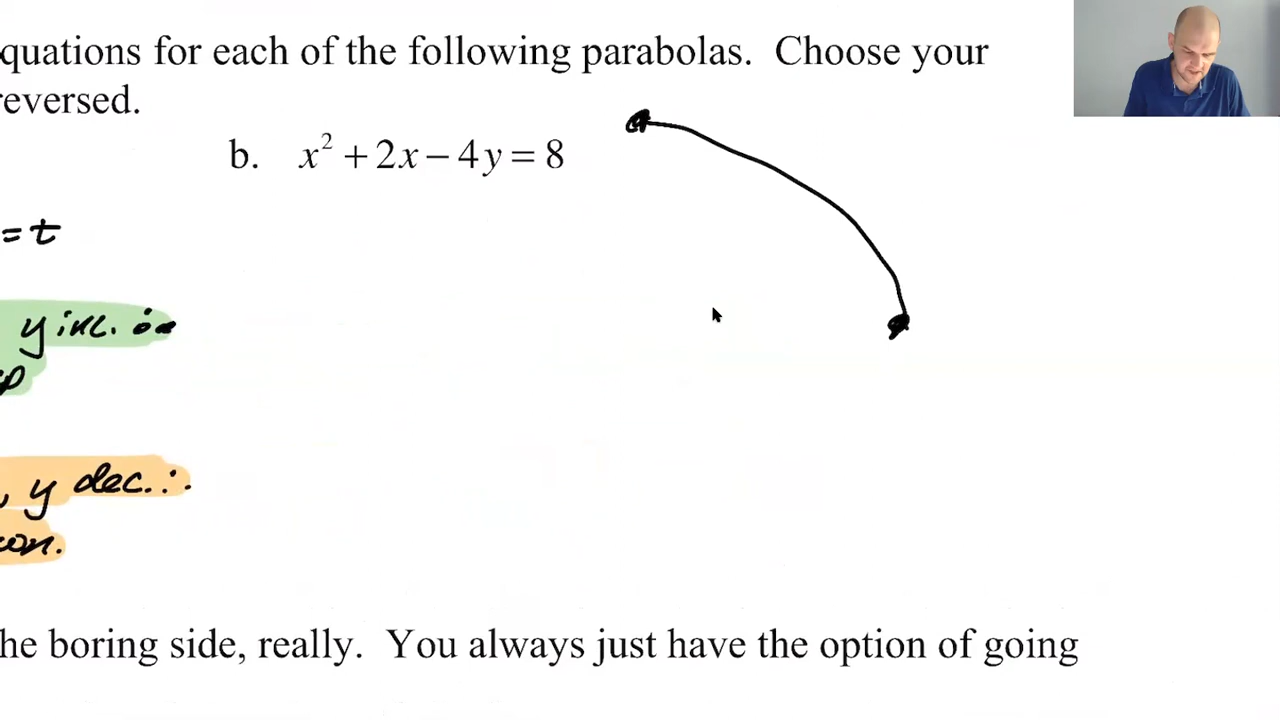 quations for each of the following parabolas. Choose your
reversed.
b. x² + 2x − 4y = 8
= t
y inc.
, y dec. ∴
he boring side, really. You always just have the option of going